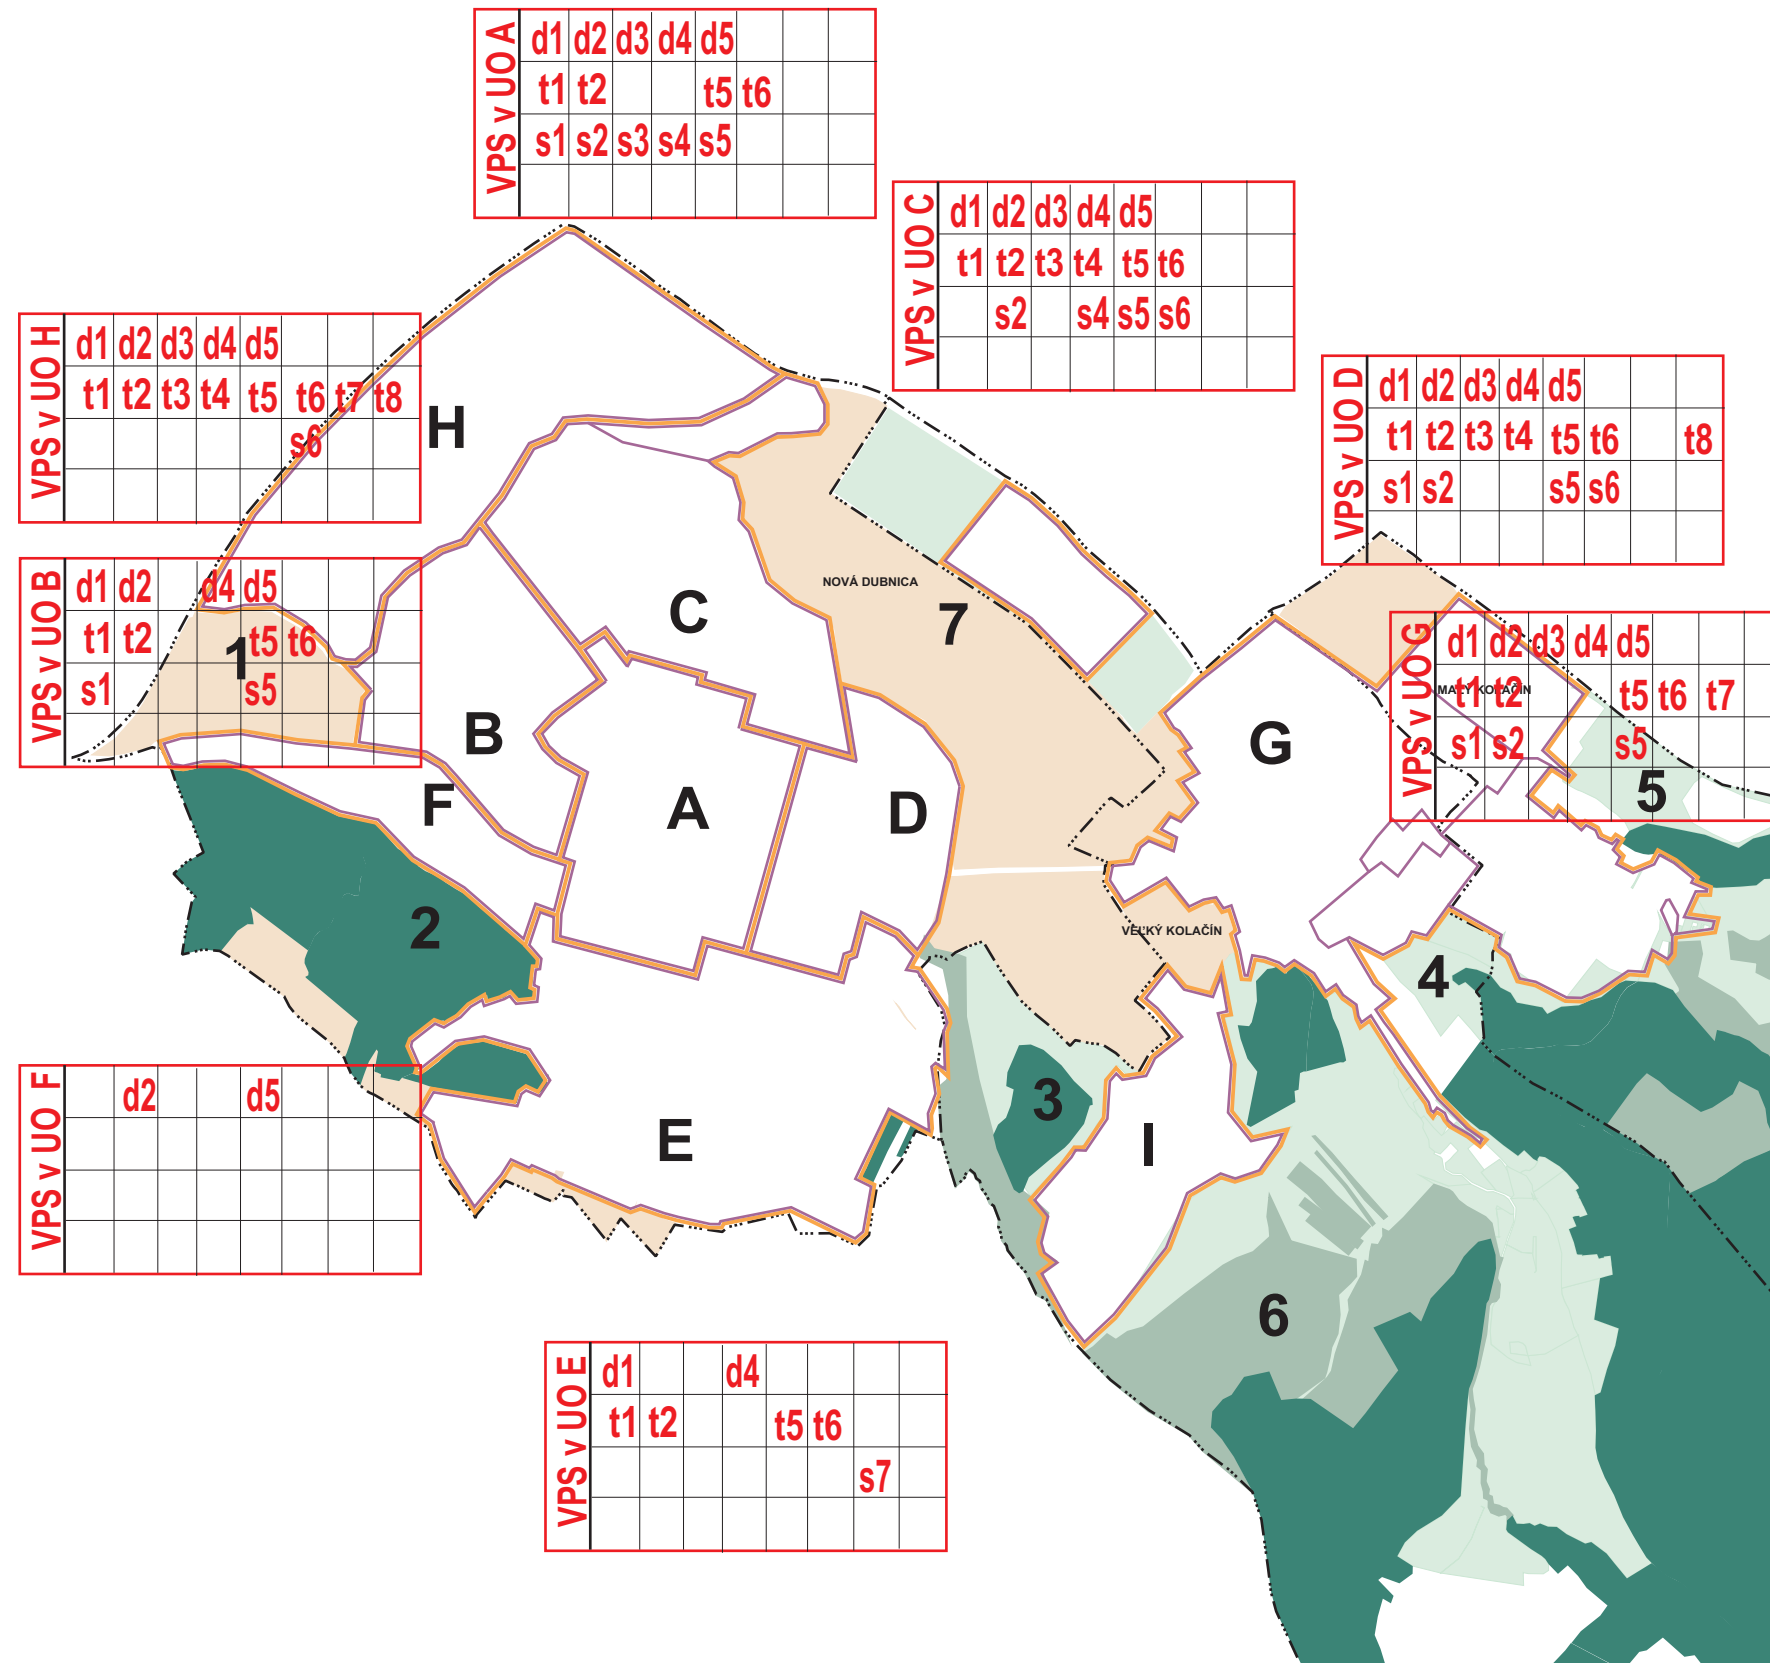 VPS v UO A
d1 d2 d3 d4 d5
t1 t2 t5 t6
s1 s2 s3 s4 s5
VPS v UO C
d1 d2 d3 d4 d5
t1 t2 t3 t4 t5 t6
s2 s4 s5 s6
VPS v UO H
d1 d2 d3 d4 d5
t1 t2 t3 t4 t5 t6 t7 t8
s6
VPS v UO D
d1 d2 d3 d4 d5
t1 t2 t3 t4 t5 t6 t8
s1 s2 s5 s6
H
VPS v UO B
d1 d2 d4 d5
t1 t2 t5 t6
s1 s5
1
C
NOVÁ DUBNICA
7
VPS v UO G
d1 d2 d3 d4 d5
t1 t2 t5 t6 t7
s1 s2 s5
MALÝ KOLAČÍN
B
G
F
A
D
5
2
VEĽKÝ KOLAČÍN
4
VPS v UO F
d2 d5
3
E
I
6
VPS v UO E
d1 d4
t1 t2 t5 t6
s7